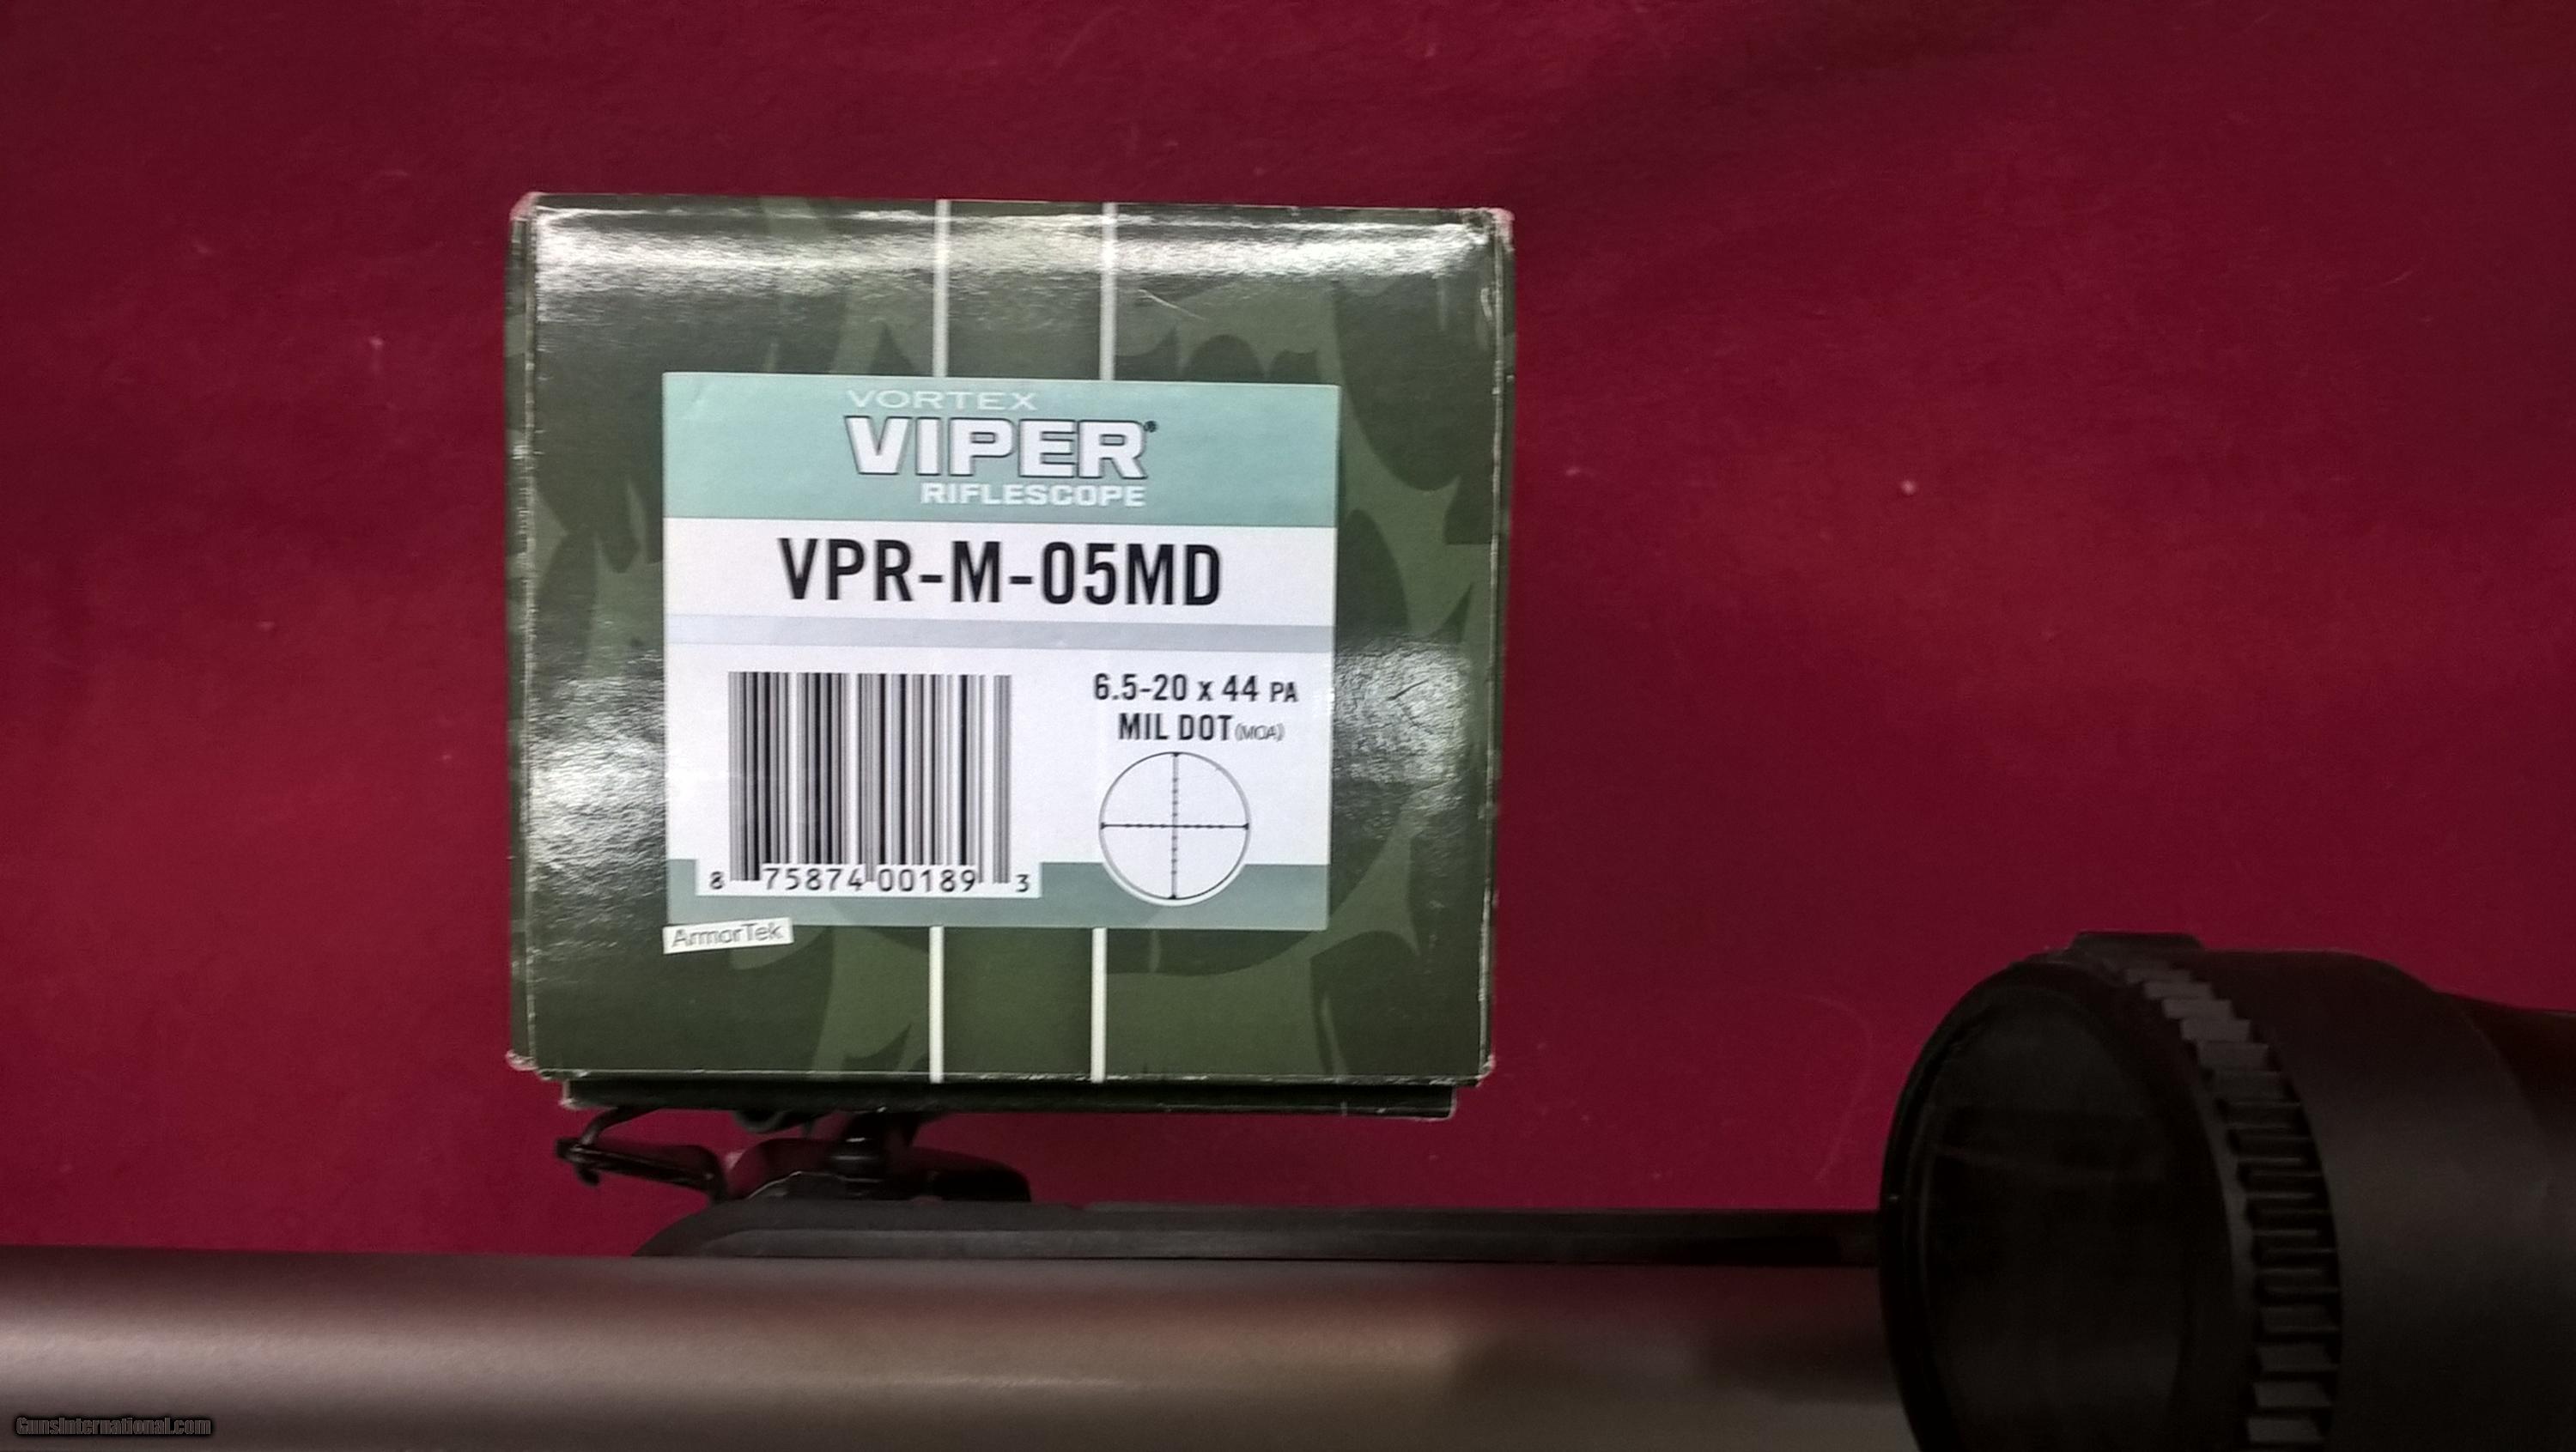 VORTEX
VIPER®
RIFLESCOPE
VPR-M-05MD
6.5-20 x 44 PA
MIL DOT (MOA)
8 75874 00189 3
ArmorTek
GunsInternational.com